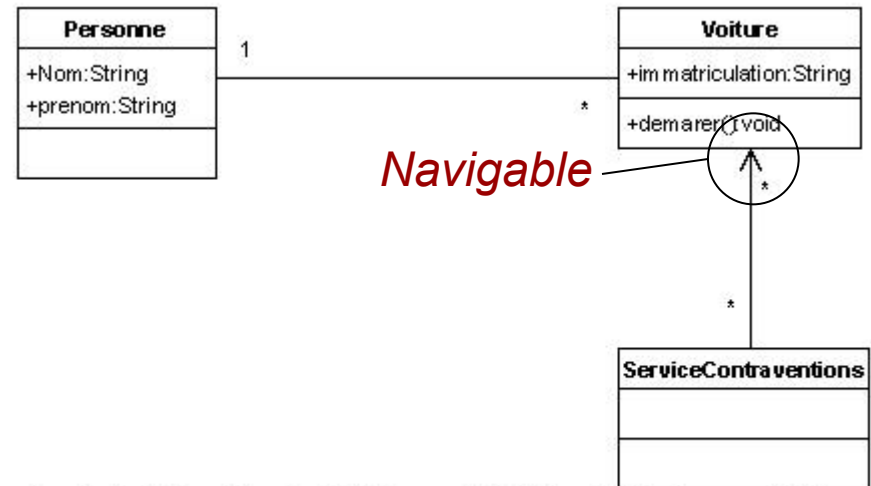 Personne
+Nom:String
+prenom:String
1
*
Voiture
+immatriculation:String
+demarer():void
Navigable
*
*
ServiceContraventions